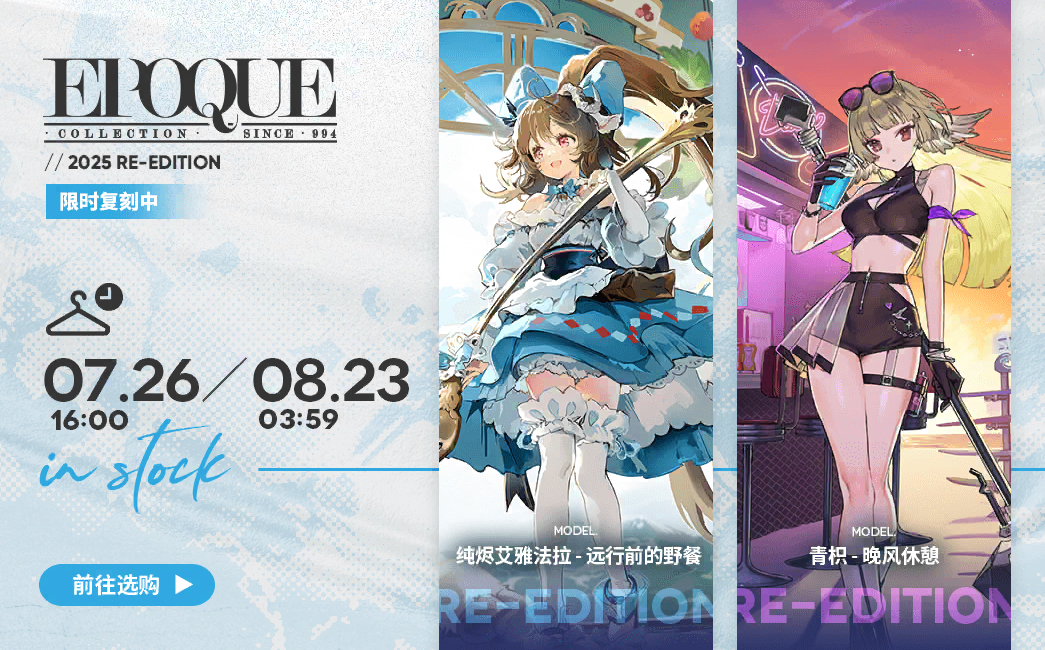 EPOQUE
· COLLECTION · SINCE · 994
// 2025 RE-EDITION
限时复刻中
07.26／08.23
16:00 03:59
in stock
前往选购
MODEL.
纯烬艾雅法拉 - 远行前的野餐
RE-EDITION
MODEL.
青枳 - 晚风休憩
RE-EDITION